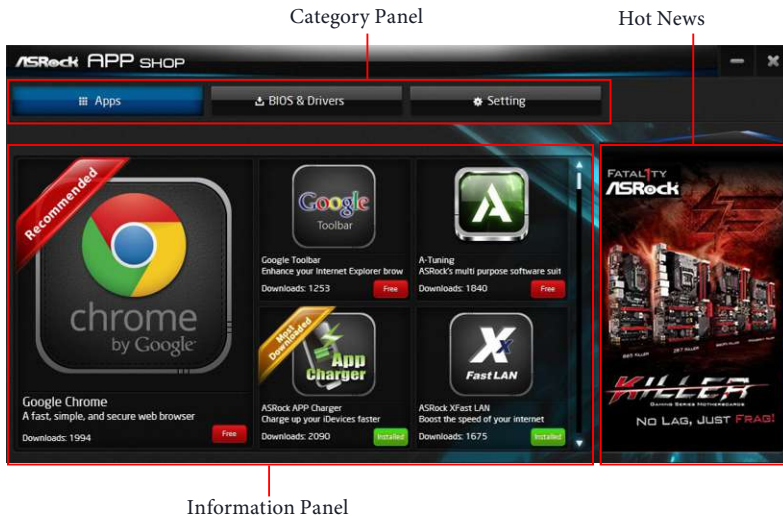 Category Panel
Hot News
ASRock APP SHOP
Apps
BIOS & Drivers
Setting
Recommended
chrome
by Google
Google Chrome
A fast, simple, and secure web browser
Downloads: 1994
Free
Google
Toolbar
Google Toolbar
Enhance your Internet Explorer brow
Downloads: 1253
Free
A-Tuning
ASRock's multi purpose software suit
Downloads: 1840
Free
Most
Downloaded
App
Charger
ASRock APP Charger
Charge up your iDevices faster
Downloads: 2090
Installed
Fast LAN
ASRock XFast LAN
Boost the speed of your internet
Downloads: 1675
Installed
FATAL1TY
ASRock
KILLER
GAMING SERIES MOTHERBOARDS
NO LAG, JUST FRAG!
Information Panel